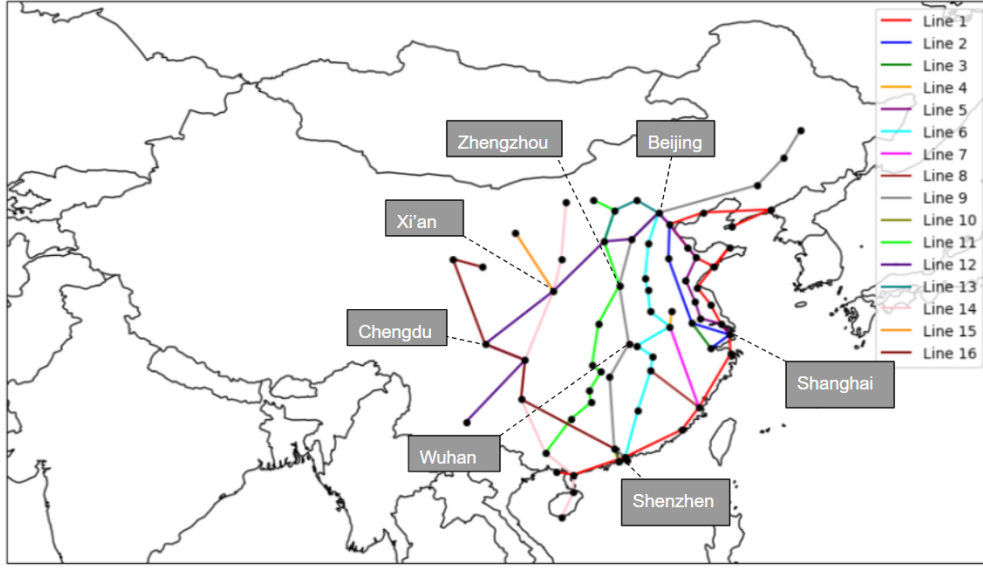 Zhengzhou
Beijing
Xi'an
Chengdu
Wuhan
Shenzhen
Shanghai
Line 1
Line 2
Line 3
Line 4
Line 5
Line 6
Line 7
Line 8
Line 9
Line 10
Line 11
Line 12
Line 13
Line 14
Line 15
Line 16